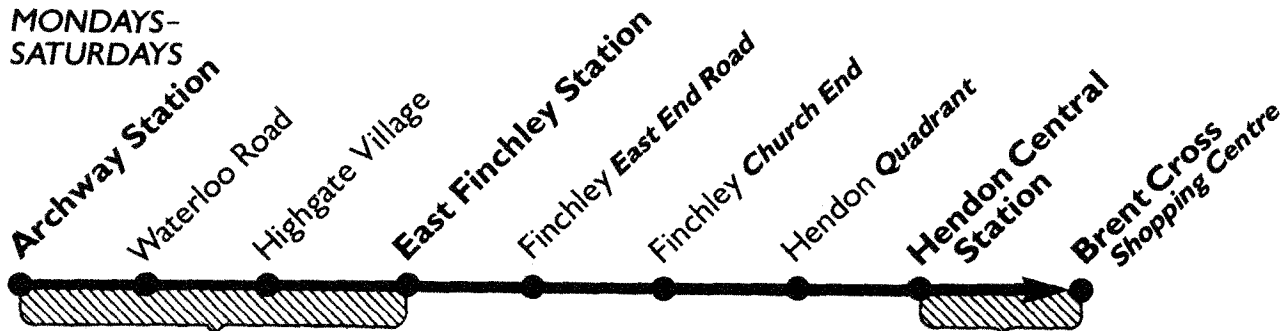 MONDAYS–
SATURDAYS
Archway Station
Waterloo Road
Highgate Village
East Finchley Station
Finchley East End Road
Finchley Church End
Hendon Quadrant
Hendon Central
Station
Brent Cross
Shopping Centre